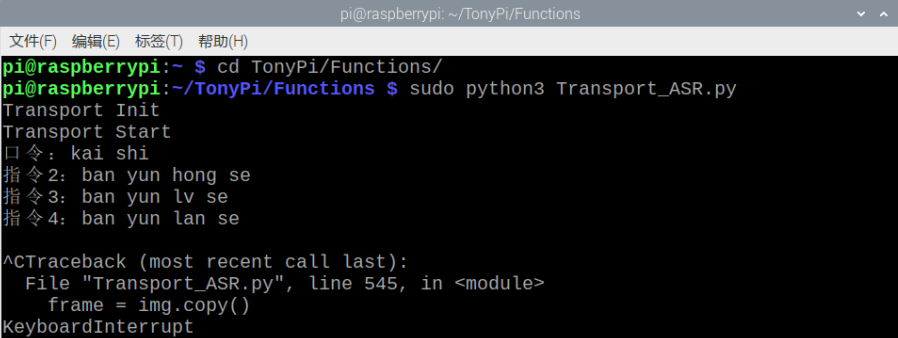 pi@raspberrypi: ~/TonyPi/Functions
文件(F) 编辑(E) 标签(T) 帮助(H)
pi@raspberrypi:~ $ cd TonyPi/Functions/
pi@raspberrypi:~/TonyPi/Functions $ sudo python3 Transport_ASR.py
Transport Init
Transport Start
口令：kai shi
指令2：ban yun hong se
指令3：ban yun lv se
指令4：ban yun lan se
^CTraceback (most recent call last):
  File "Transport_ASR.py", line 545, in <module>
    frame = img.copy()
KeyboardInterrupt